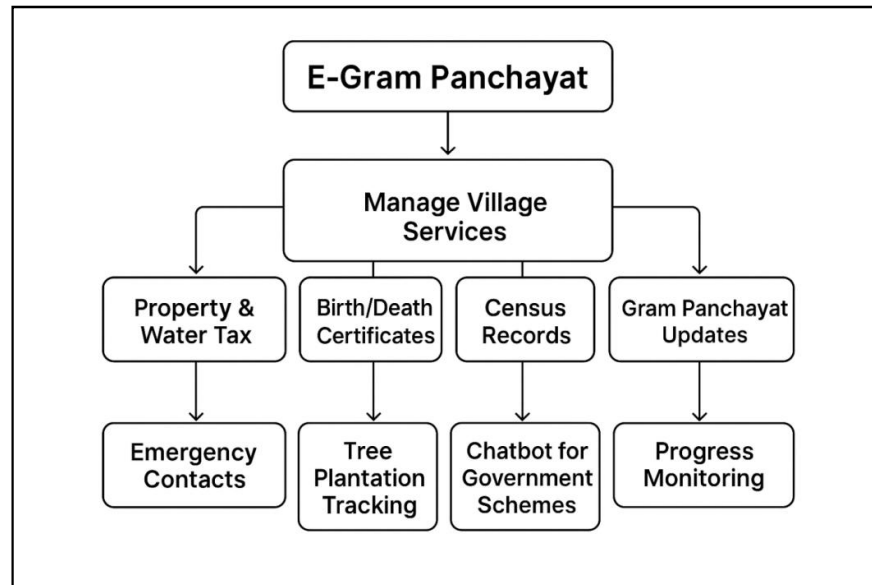 E-Gram Panchayat
Manage Village
Services
Property &
Water Tax
Birth/Death
Certificates
Census
Records
Gram Panchayat
Updates
Emergency
Contacts
Tree
Plantation
Tracking
Chatbot for
Government
Schemes
Progress
Monitoring